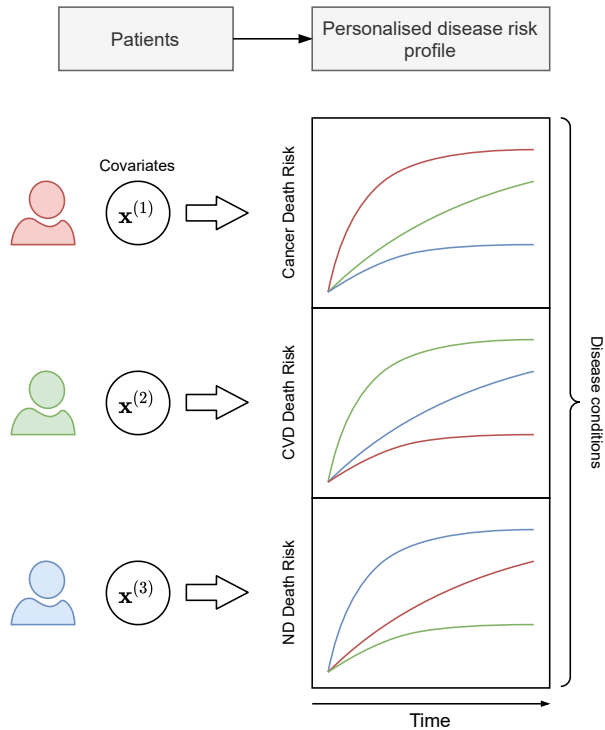 Patients
Personalised disease risk
profile
Covariates
x^{(1)}
Cancer Death Risk
x^{(2)}
CVD Death Risk
Disease conditions
x^{(3)}
ND Death Risk
Time